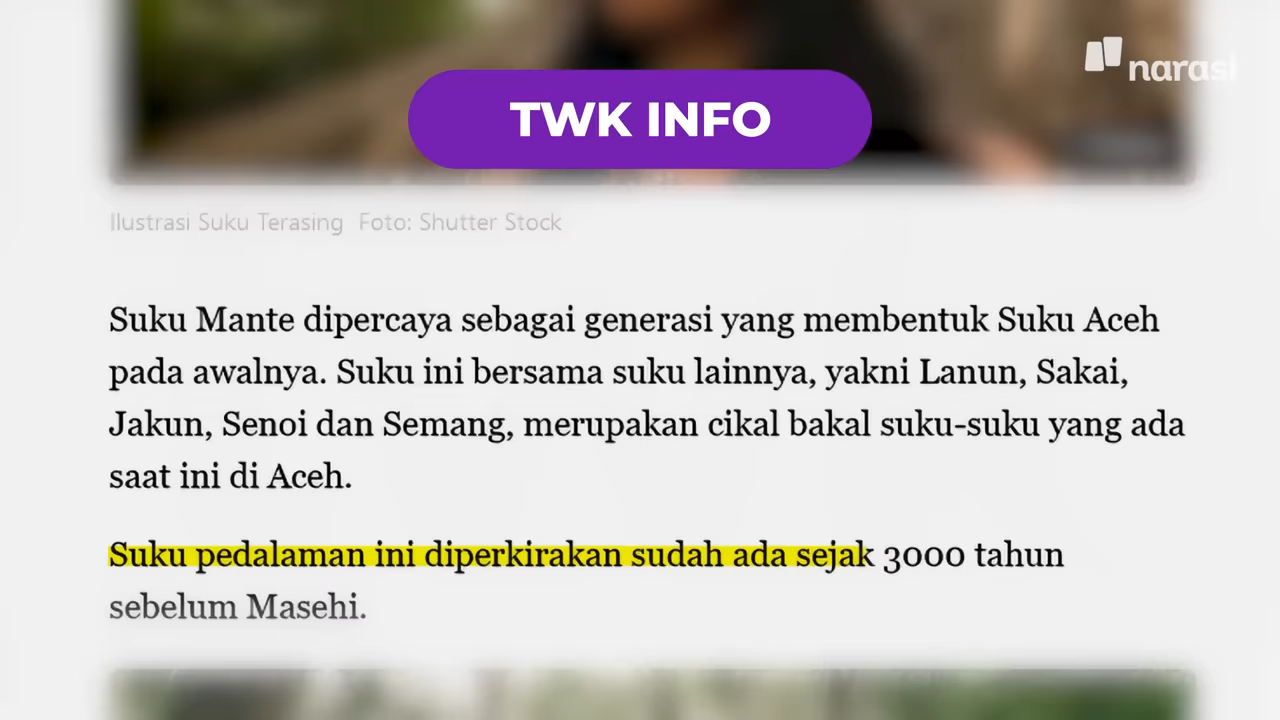 narasi
TWK INFO
Ilustrasi Suku Terasing Foto: Shutter Stock
Suku Mante dipercaya sebagai generasi yang membentuk Suku Aceh
pada awalnya. Suku ini bersama suku lainnya, yakni Lanun, Sakai,
Jakun, Senoi dan Semang, merupakan cikal bakal suku-suku yang ada
saat ini di Aceh.
Suku pedalaman ini diperkirakan sudah ada sejak 3000 tahun
sebelum Masehi.